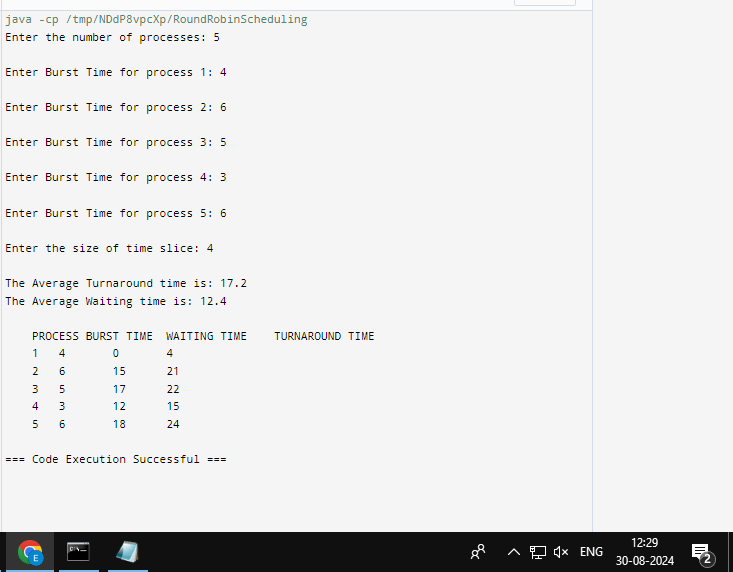 java -cp /tmp/NDdP8vpcXp/RoundRobinScheduling
Enter the number of processes: 5
Enter Burst Time for process 1: 4
Enter Burst Time for process 2: 6
Enter Burst Time for process 3: 5
Enter Burst Time for process 4: 3
Enter Burst Time for process 5: 6
Enter the size of time slice: 4
The Average Turnaround time is: 17.2
The Average Waiting time is: 12.4
PROCESS BURST TIME  WAITING TIME    TURNAROUND TIME
1   4       0       4
2   6       15      21
3   5       17      22
4   3       12      15
5   6       18      24
=== Code Execution Successful ===
E
C:\
ENG
12:29
30-08-2024
2